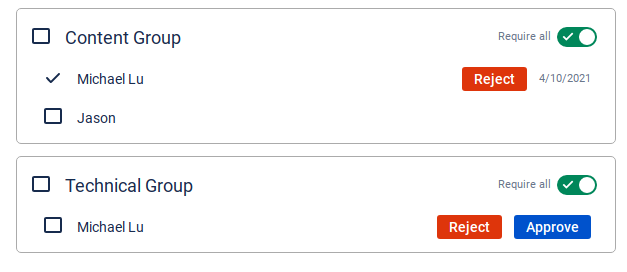 Content Group Require all
Michael Lu Reject 4/10/2021
Jason
Technical Group Require all
Michael Lu Reject Approve